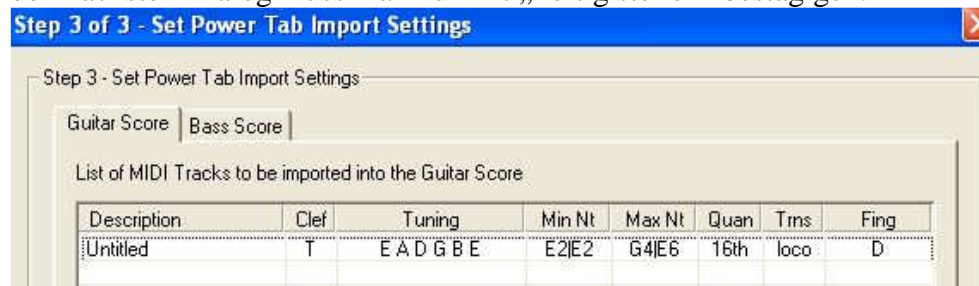 Step 3 of 3 - Set Power Tab Import Settings
Step 3 - Set Power Tab Import Settings
Guitar Score Bass Score
List of MIDI Tracks to be imported into the Guitar Score
Description Clef Tuning Min Nt Max Nt Quan Trns Fing
Untitled T E A D G B E E2|E2 G4|E6 16th loco D